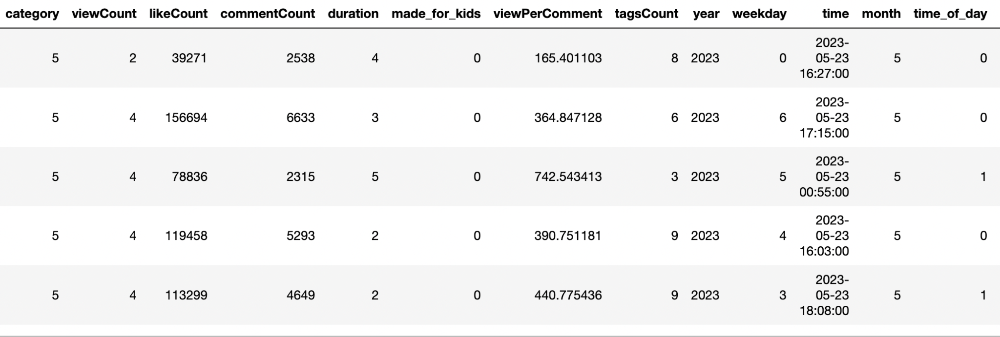 category viewCount likeCount commentCount duration made_for_kids viewPerComment tagsCount year weekday time month time_of_day
2023-
5 2 39271 2538 4 0 165.401103 8 2023 0 05-23 5 0
16:27:00
2023-
5 4 156694 6633 3 0 364.847128 6 2023 6 05-23 5 0
17:15:00
2023-
5 4 78836 2315 5 0 742.543413 3 2023 5 05-23 5 1
00:55:00
2023-
5 4 119458 5293 2 0 390.751181 9 2023 4 05-23 5 0
16:03:00
2023-
5 4 113299 4649 2 0 440.775436 9 2023 3 05-23 5 1
18:08:00